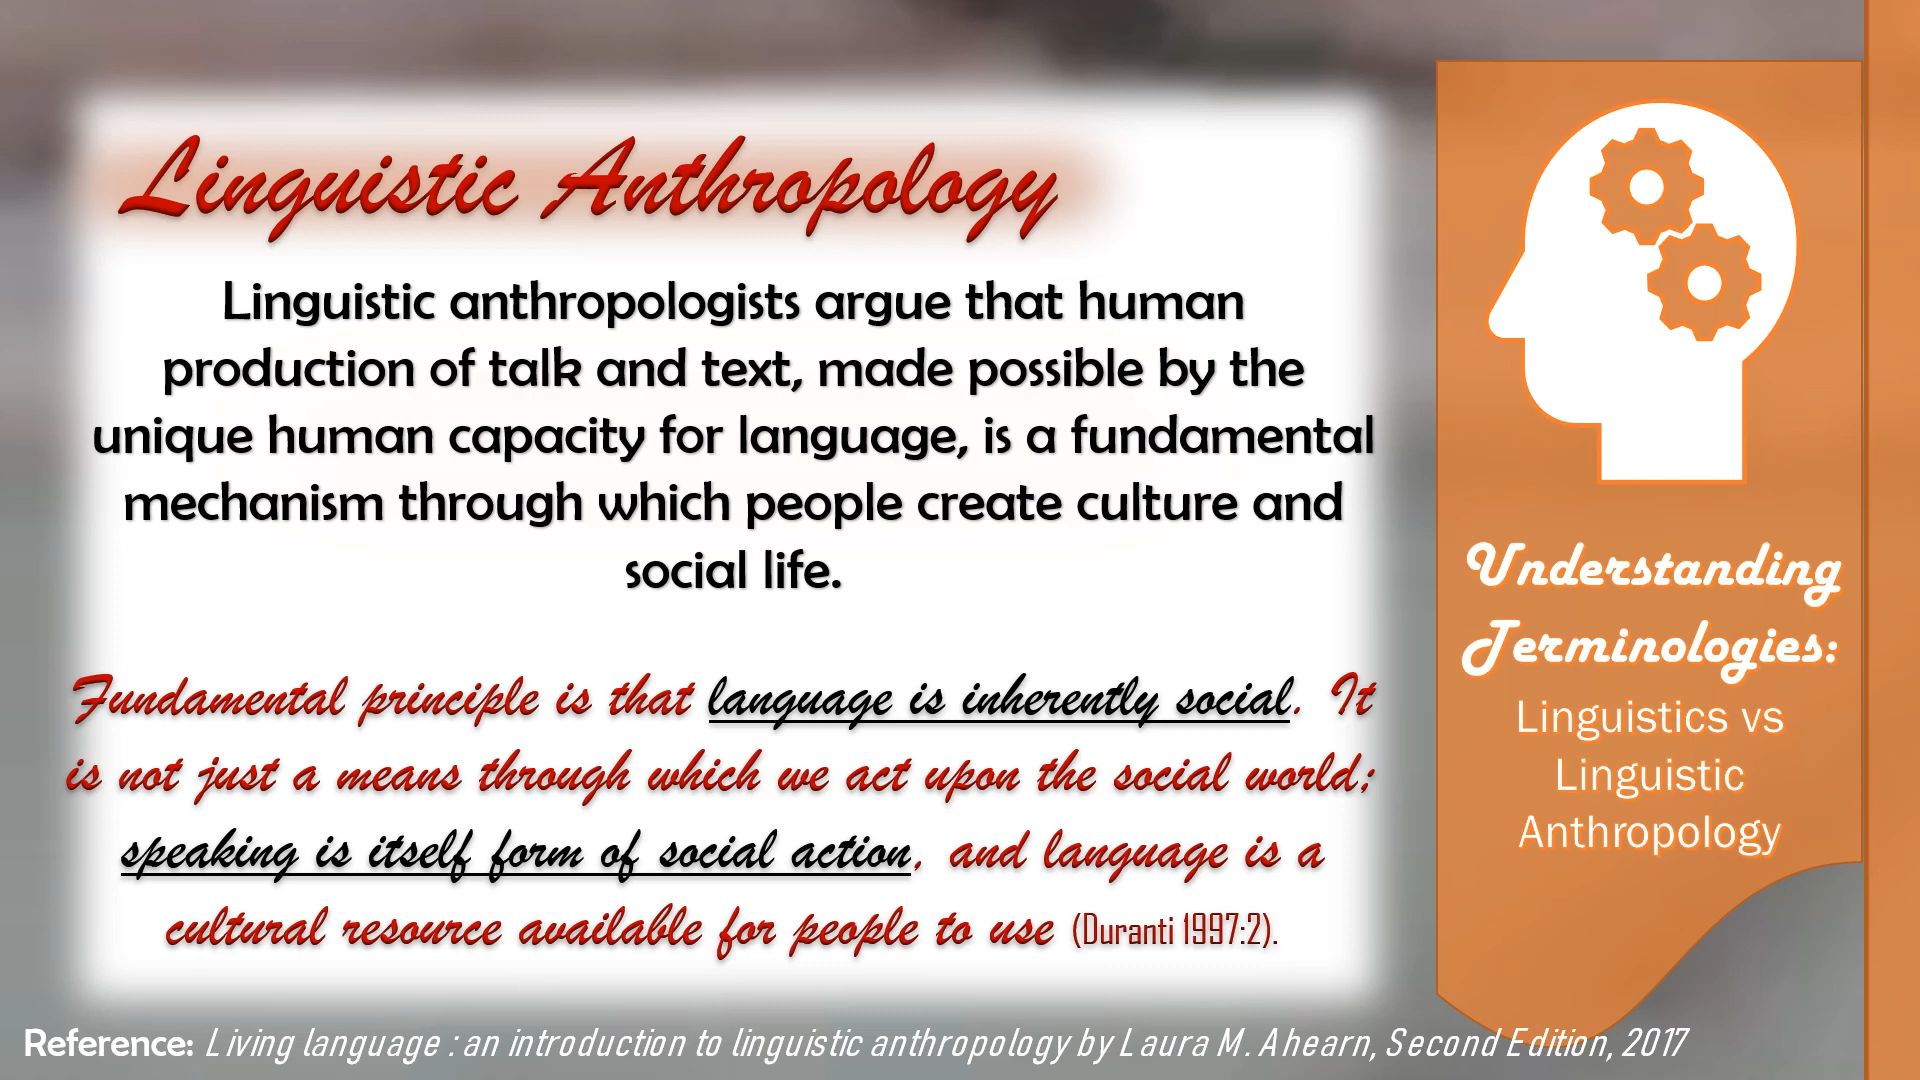 Linguistic Anthropology
Linguistic anthropologists argue that human
production of talk and text, made possible by the
unique human capacity for language, is a fundamental
mechanism through which people create culture and
social life.
Fundamental principle is that language is inherently social. It
is not just a means through which we act upon the social world;
speaking is itself form of social action, and language is a
cultural resource available for people to use (Duranti 1997:2).
Understanding
Terminologies:
Linguistics vs
Linguistic
Anthropology
Reference: Living language : an introduction to linguistic anthropology by Laura M. Ahearn, Second Edition, 2017